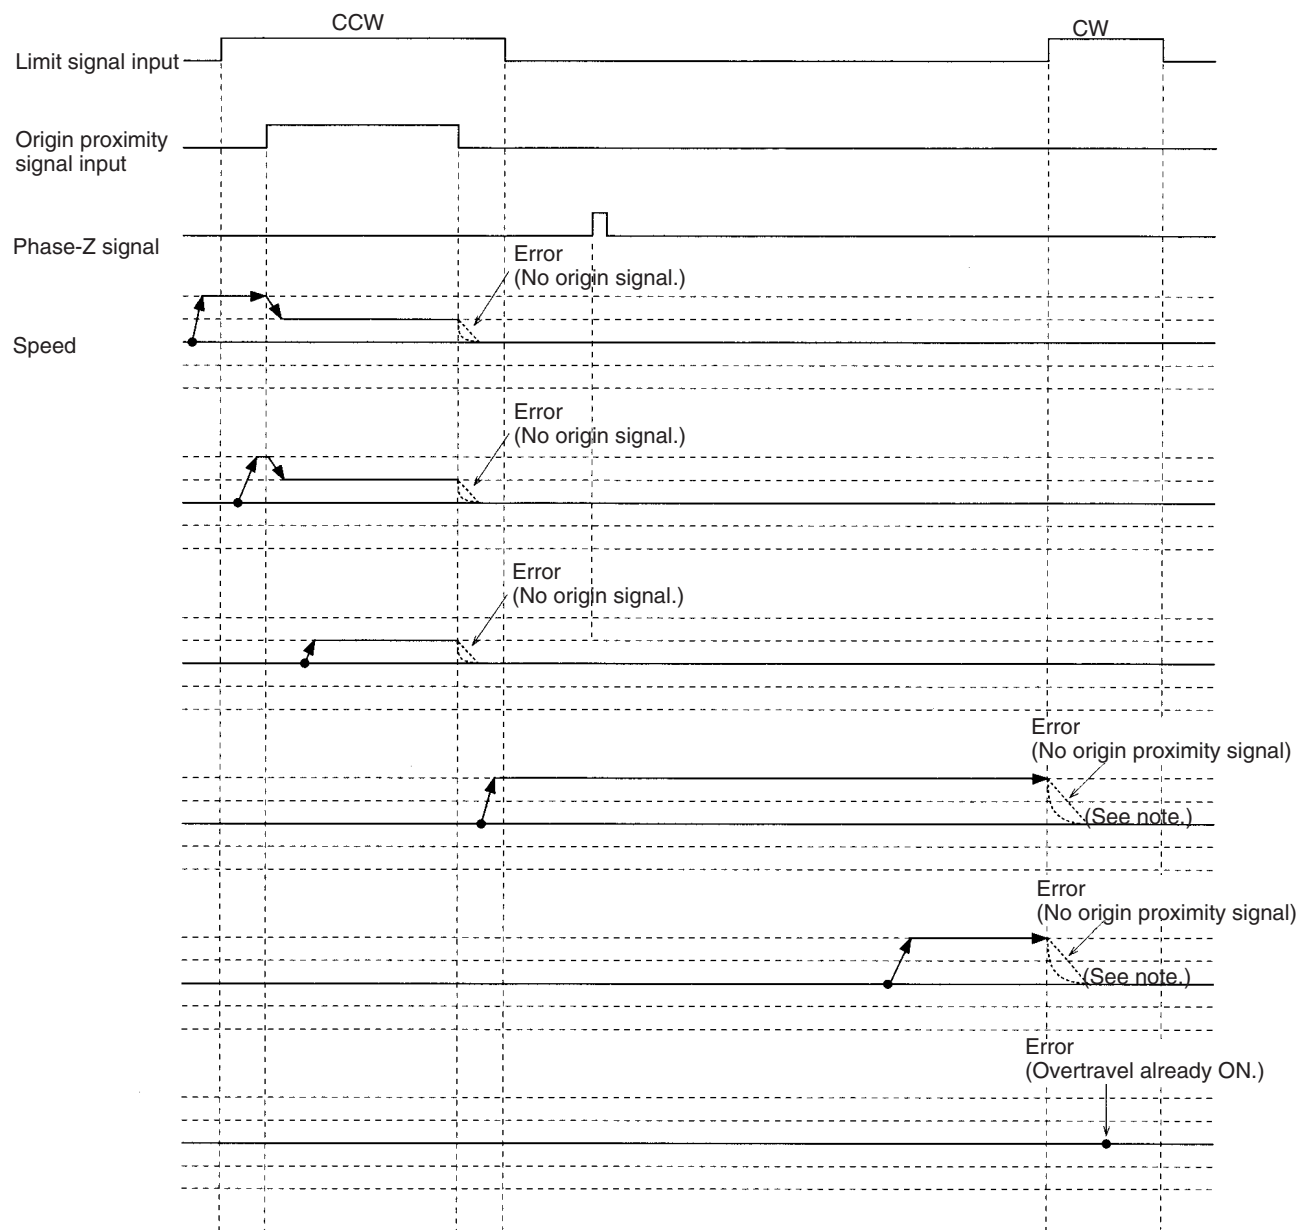 CCW
CW
Limit signal input
Origin proximity
signal input
Phase-Z signal
Error
(No origin signal.)
Speed
Error
(No origin signal.)
Error
(No origin signal.)
Error
(No origin proximity signal)
(See note.)
Error
(No origin proximity signal)
(See note.)
Error
(Overtravel already ON.)